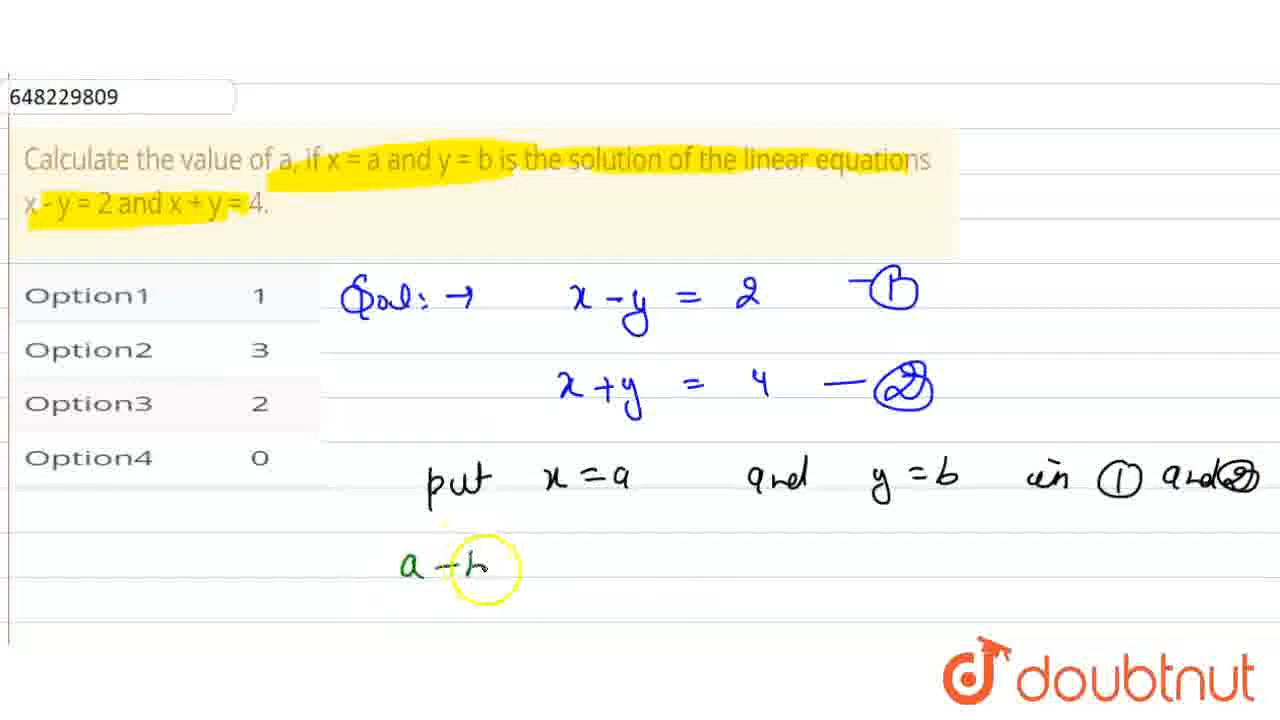 648229809
Calculate the value of a, if x = a and y = b is the solution of the linear equations
x - y = 2 and x + y = 4.
Option1 1
Option2 3
Option3 2
Option4 0
Sol: → x - y = 2 - ①
x + y = 4 - ②
put x = a and y = b in ① and ②
a - b
doubtnut